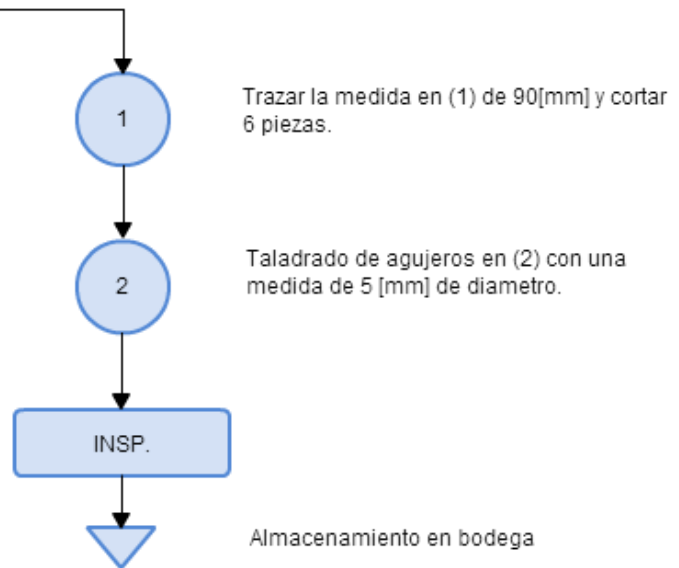 1
Trazar la medida en (1) de 90[mm] y cortar
6 piezas.
2
Taladrado de agujeros en (2) con una
medida de 5 [mm] de diametro.
INSP.
Almacenamiento en bodega